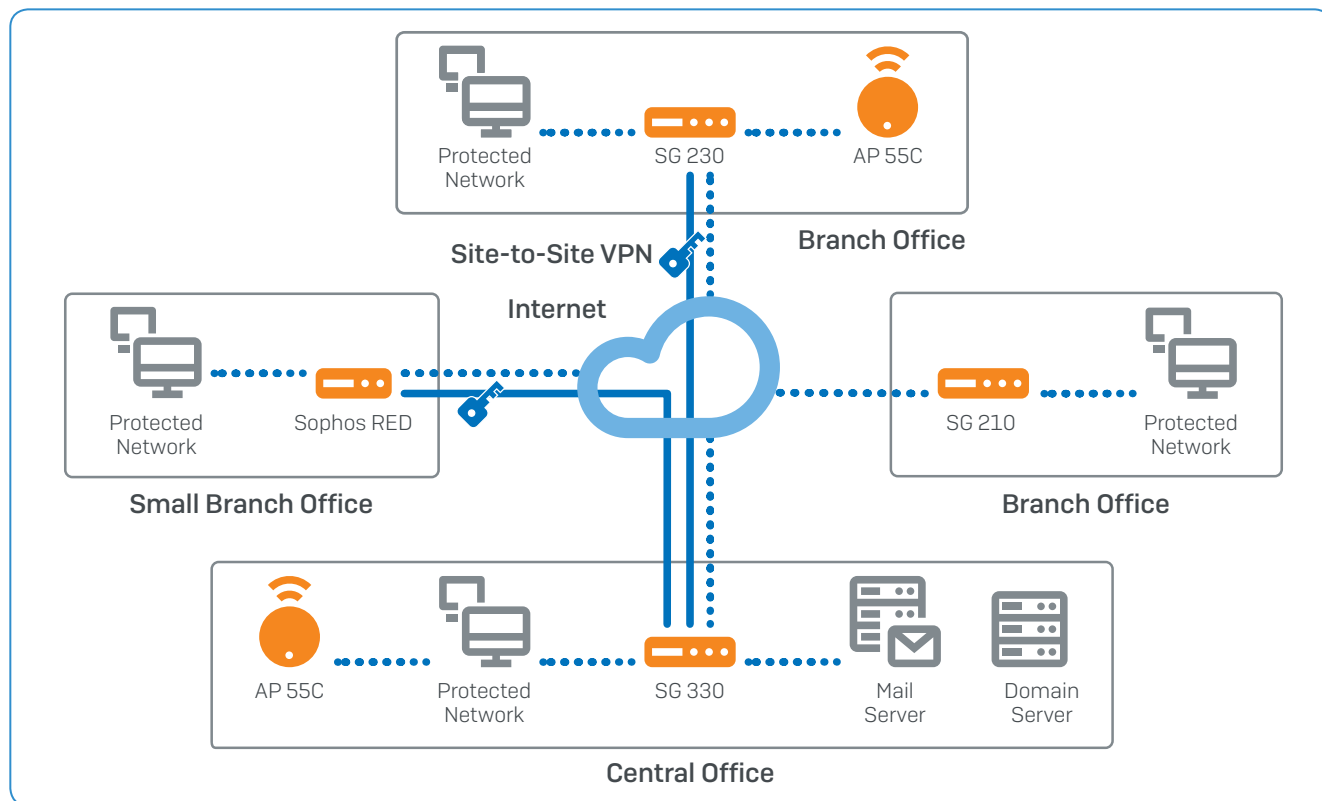 Protected
Network
SG 230
AP 55C
Branch Office
Site-to-Site VPN
Internet
Protected
Network
Sophos RED
Small Branch Office
SG 210
Protected
Network
Branch Office
AP 55C
Protected
Network
SG 330
Mail
Server
Domain
Server
Central Office